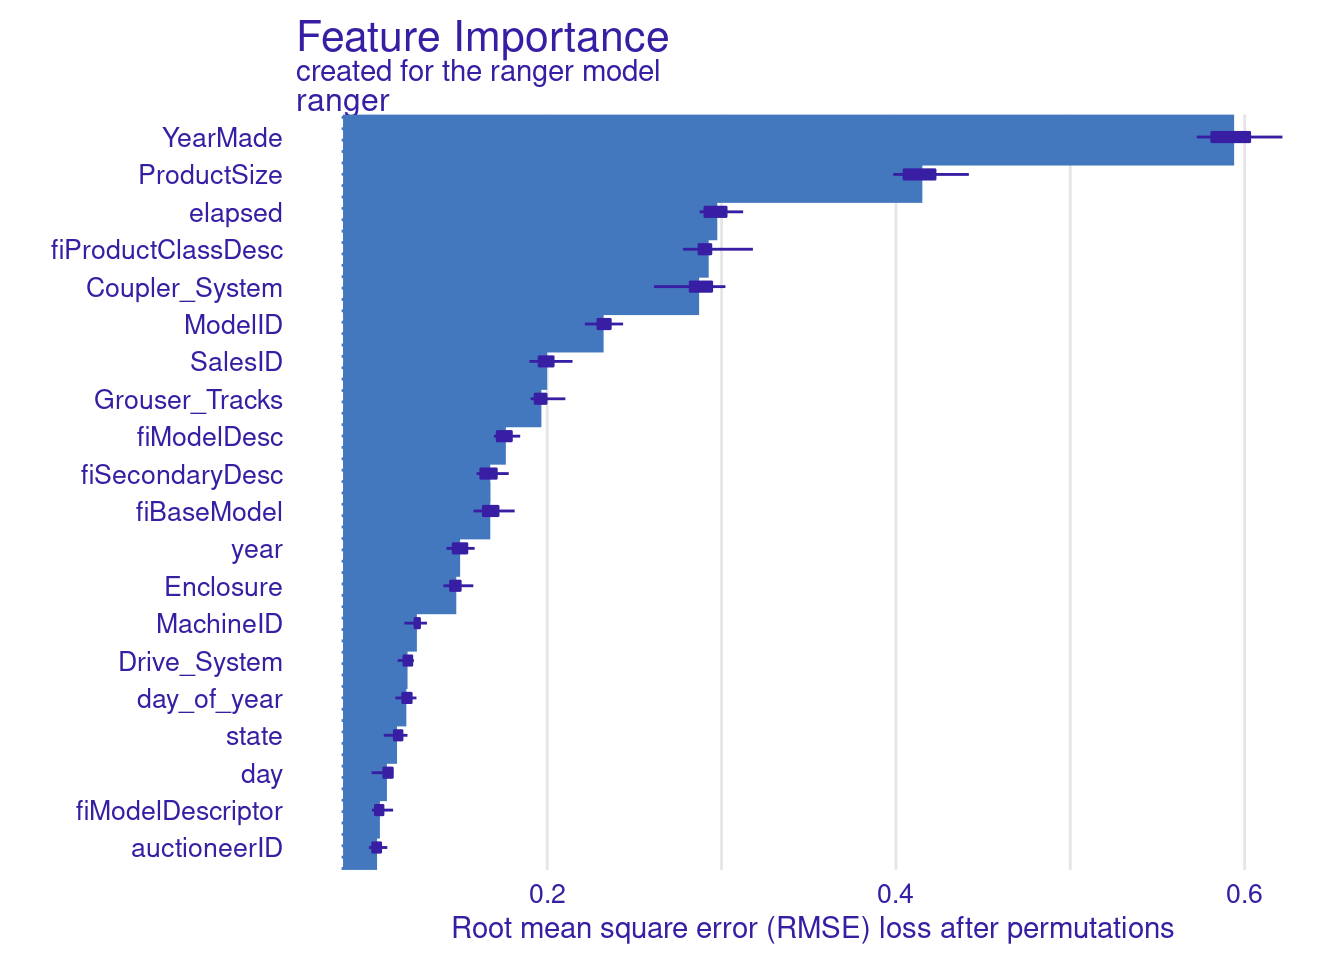 Feature Importance
created for the ranger model
ranger
YearMade
ProductSize
elapsed
fiProductClassDesc
Coupler_System
ModelID
SalesID
Grouser_Tracks
fiModelDesc
fiSecondaryDesc
fiBaseModel
year
Enclosure
MachineID
Drive_System
day_of_year
state
day
fiModelDescriptor
auctioneerID
0.2 0.4 0.6
Root mean square error (RMSE) loss after permutations